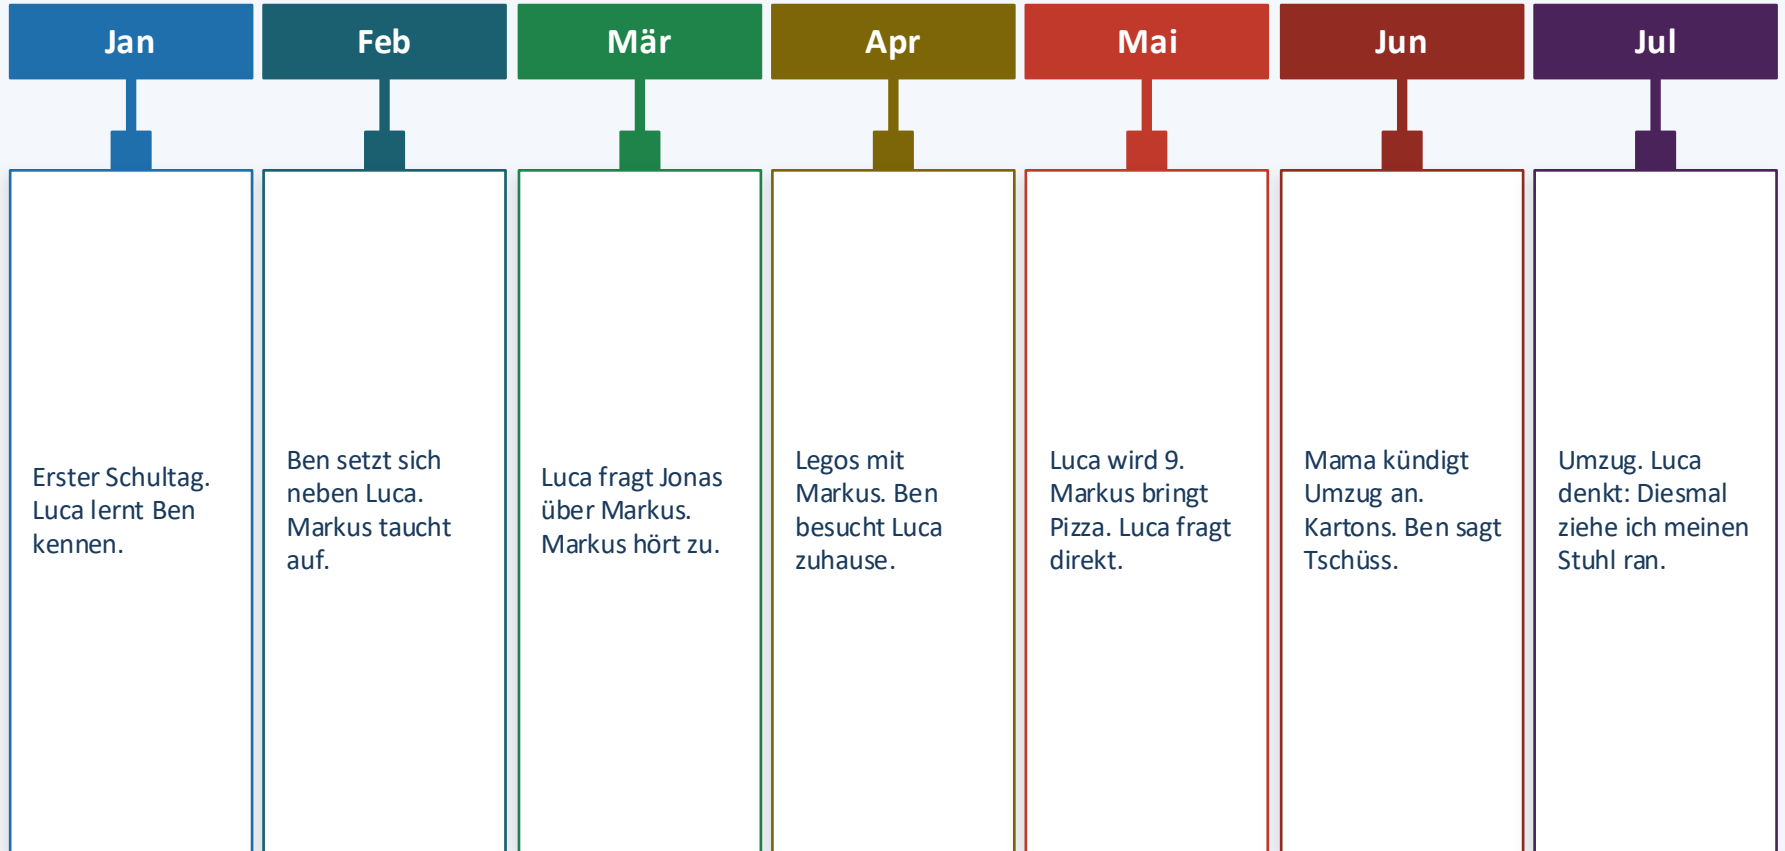 Jan
Feb
Mär
Apr
Mai
Jun
Jul
Erster Schultag.
Luca lernt Ben
kennen.
Ben setzt sich
neben Luca.
Markus taucht
auf.
Luca fragt Jonas
über Markus.
Markus hört zu.
Legos mit
Markus. Ben
besucht Luca
zuhause.
Luca wird 9.
Markus bringt
Pizza. Luca fragt
direkt.
Mama kündigt
Umzug an.
Kartons. Ben sagt
Tschüss.
Umzug. Luca
denkt: Diesmal
ziehe ich meinen
Stuhl ran.